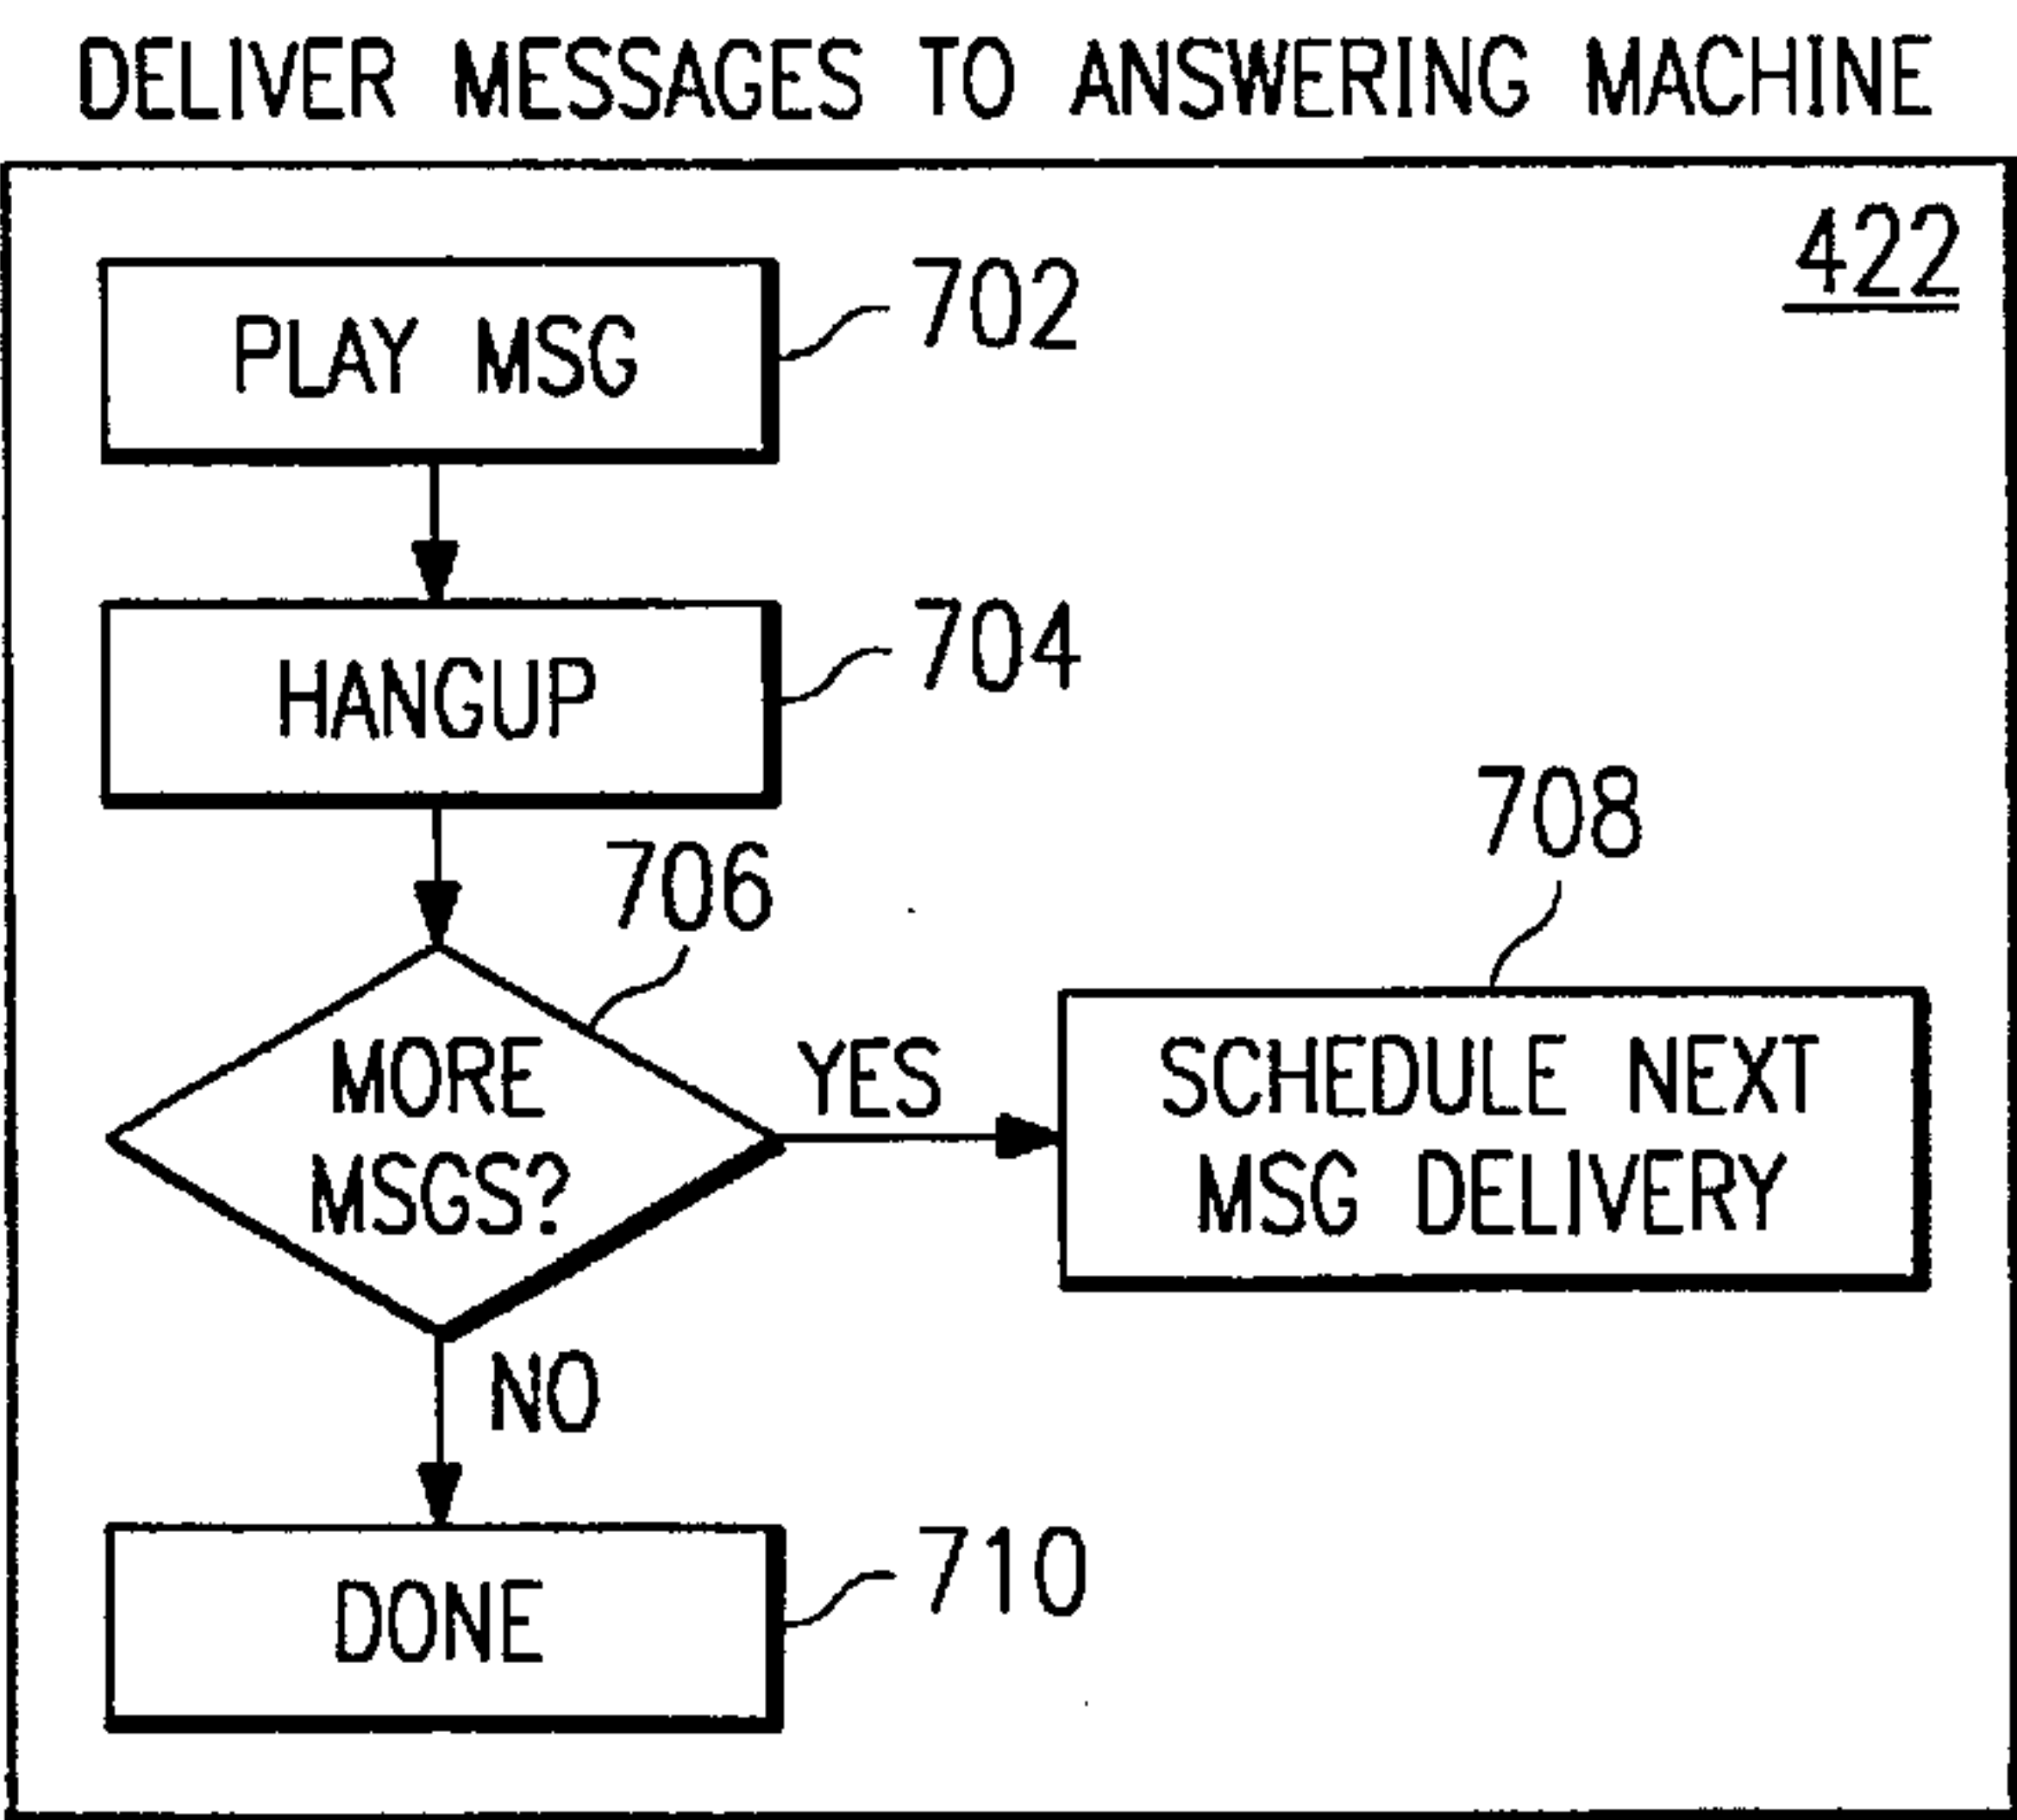 DELIVER MESSAGES TO ANSWERING MACHINE
422
PLAY MSG
702
HANGUP
704
706
708
MORE
MSGS?
YES
SCHEDULE NEXT
MSG DELIVERY
NO
DONE
710